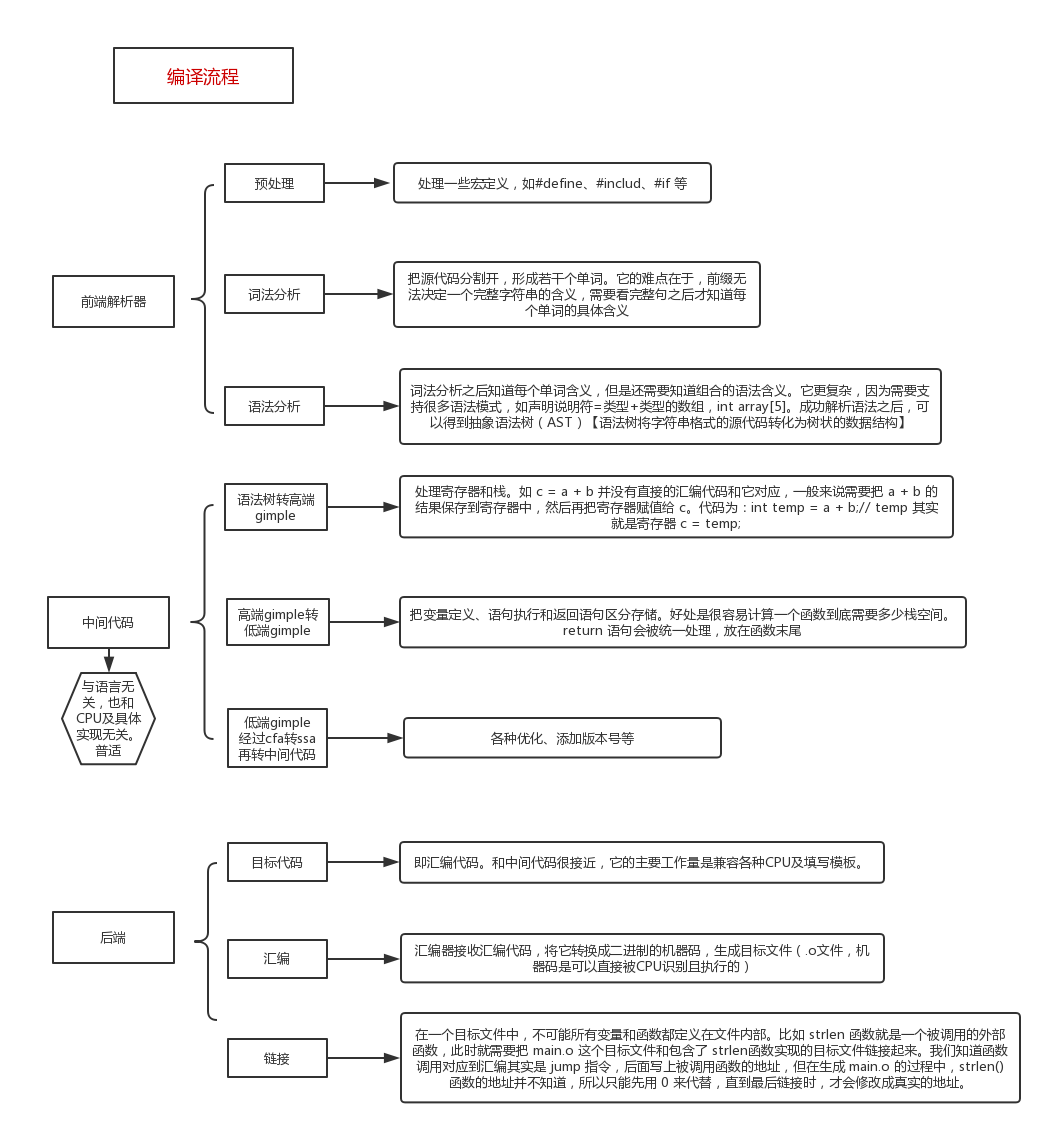 编译流程
预处理
处理一些宏定义，如#define、#includ、#if 等
前端解析器
词法分析
把源代码分割开，形成若干个单词。它的难点在于，前缀无
法决定一个完整字符串的含义，需要看完整句之后才知道每
个单词的具体含义
语法分析
词法分析之后知道每个单词含义，但是还需要知道组合的语法含义。它更复杂，因为需要支
持很多语法模式，如声明说明符=类型+类型的数组，int array[5]。成功解析语法之后，可
以得到抽象语法树（AST）【语法树将字符串格式的源代码转化为树状的数据结构】
语法树转高端
gimple
处理寄存器和栈。如 c = a + b 并没有直接的汇编代码和它对应，一般来说需要把 a + b 的
结果保存到寄存器中，然后再把寄存器赋值给 c。代码为：int temp = a + b;// temp 其实
就是寄存器 c = temp;
中间代码
与语言无
关，也和
CPU及具体
实现无关。
普适
高端gimple转
低端gimple
把变量定义、语句执行和返回语句区分存储。好处是很容易计算一个函数到底需要多少栈空间。
return 语句会被统一处理，放在函数末尾
低端gimple
经过cfa转ssa
再转中间代码
各种优化、添加版本号等
目标代码
即汇编代码。和中间代码很接近，它的主要工作量是兼容各种CPU及填写模板。
后端
汇编
汇编器接收汇编代码，将它转换成二进制的机器码，生成目标文件（.o文件，机
器码是可以直接被CPU识别且执行的）
链接
在一个目标文件中，不可能所有变量和函数都定义在文件内部。比如 strlen 函数就是一个被调用的外部
函数，此时就需要把 main.o 这个目标文件和包含了 strlen函数实现的目标文件链接起来。我们知道函数
调用对应到汇编其实是 jump 指令，后面写上被调用函数的地址，但在生成 main.o 的过程中，strlen()
函数的地址并不知道，所以只能先用 0 来代替，直到最后链接时，才会修改成真实的地址。